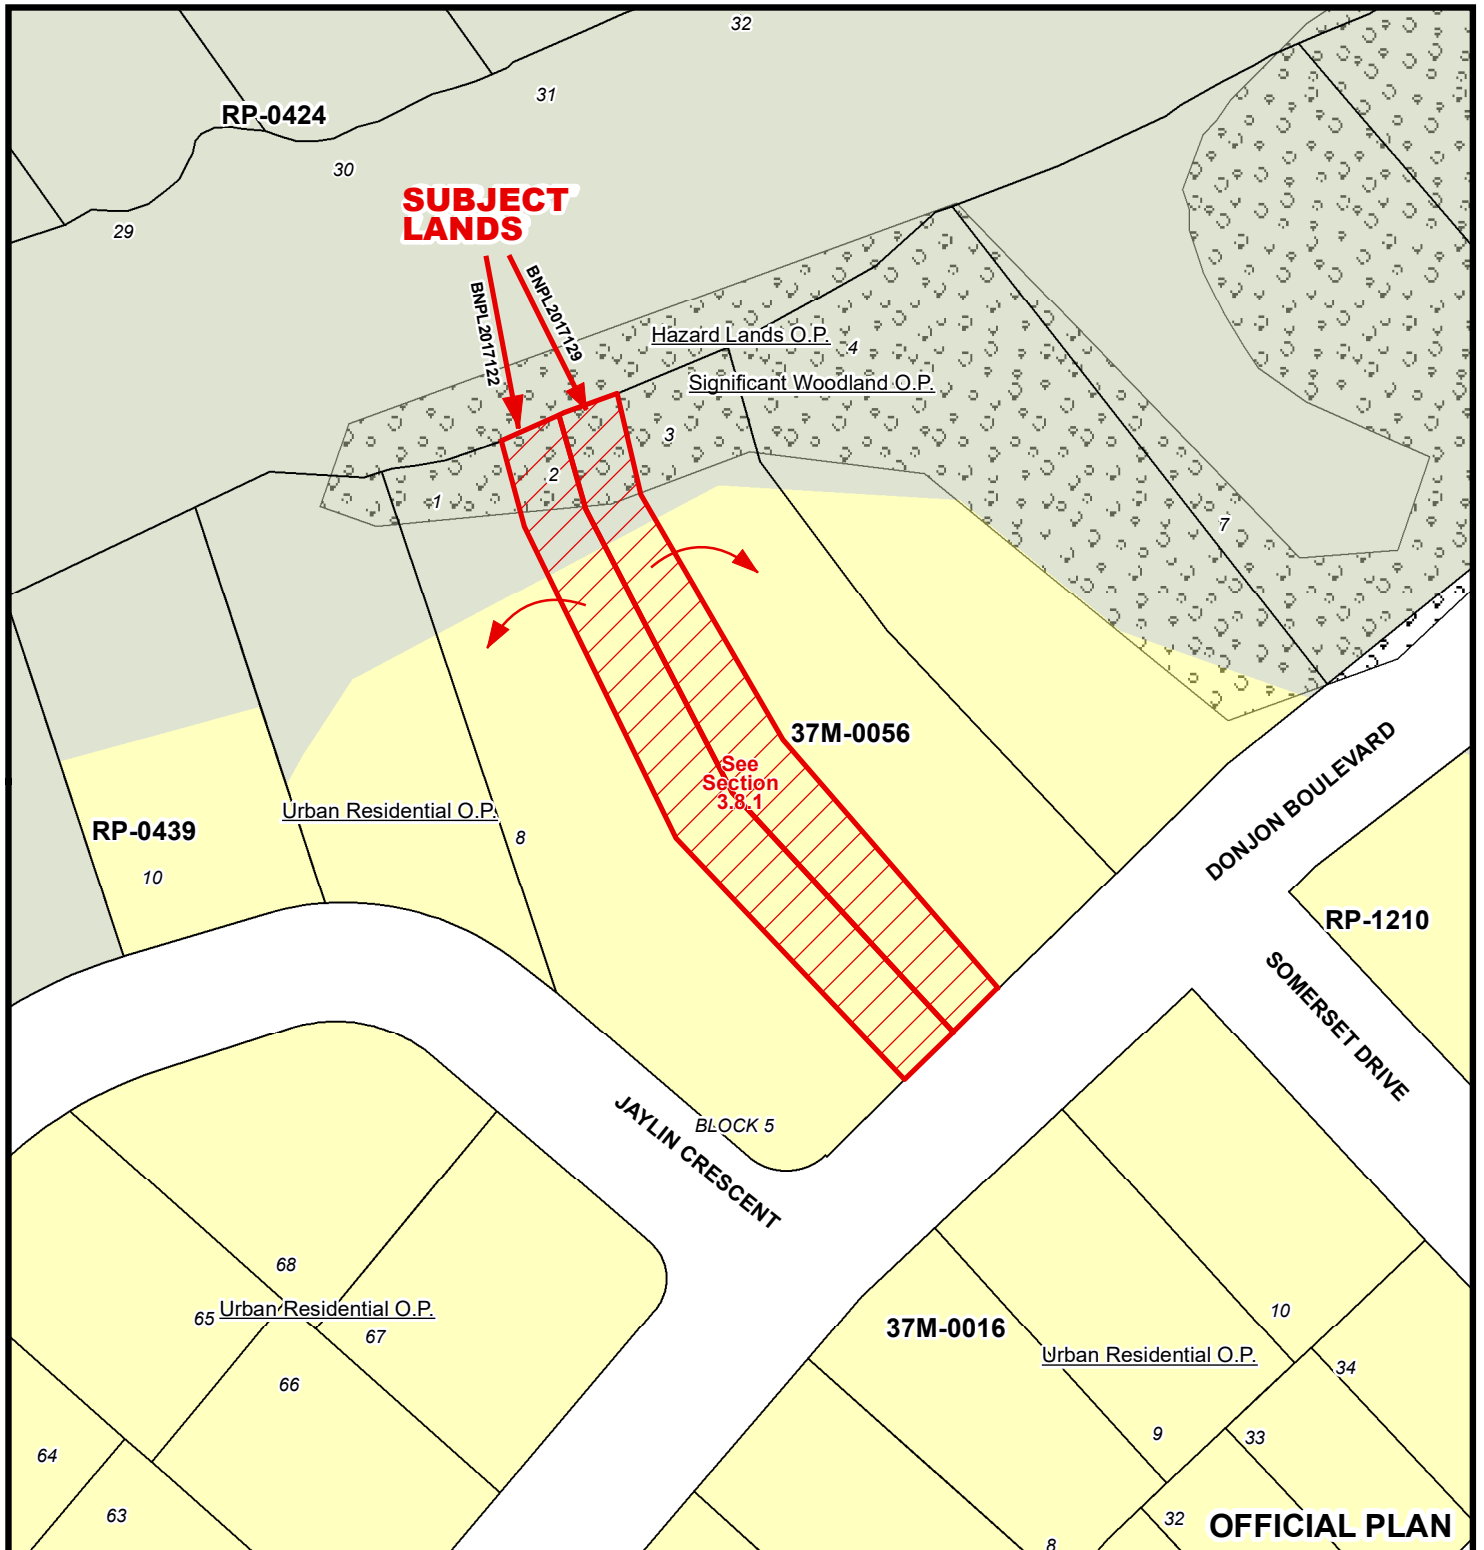 32
31
RP-0424
30
SUBJECT
LANDS
29
BNPL2017122
BNPL2017129
Hazard Lands O.P.
4
Significant Woodland O.P.
3
2
1
7
37M-0056
See
Section
3.8.1
DONJON BOULEVARD
Urban Residential O.P.
RP-0439
8
10
RP-1210
SOMERSET DRIVE
JAYLIN CRESCENT
BLOCK 5
68
65
Urban Residential O.P.
67
66
10
37M-0016
Urban Residential O.P.
34
9
33
64
63
32
OFFICIAL PLAN
8